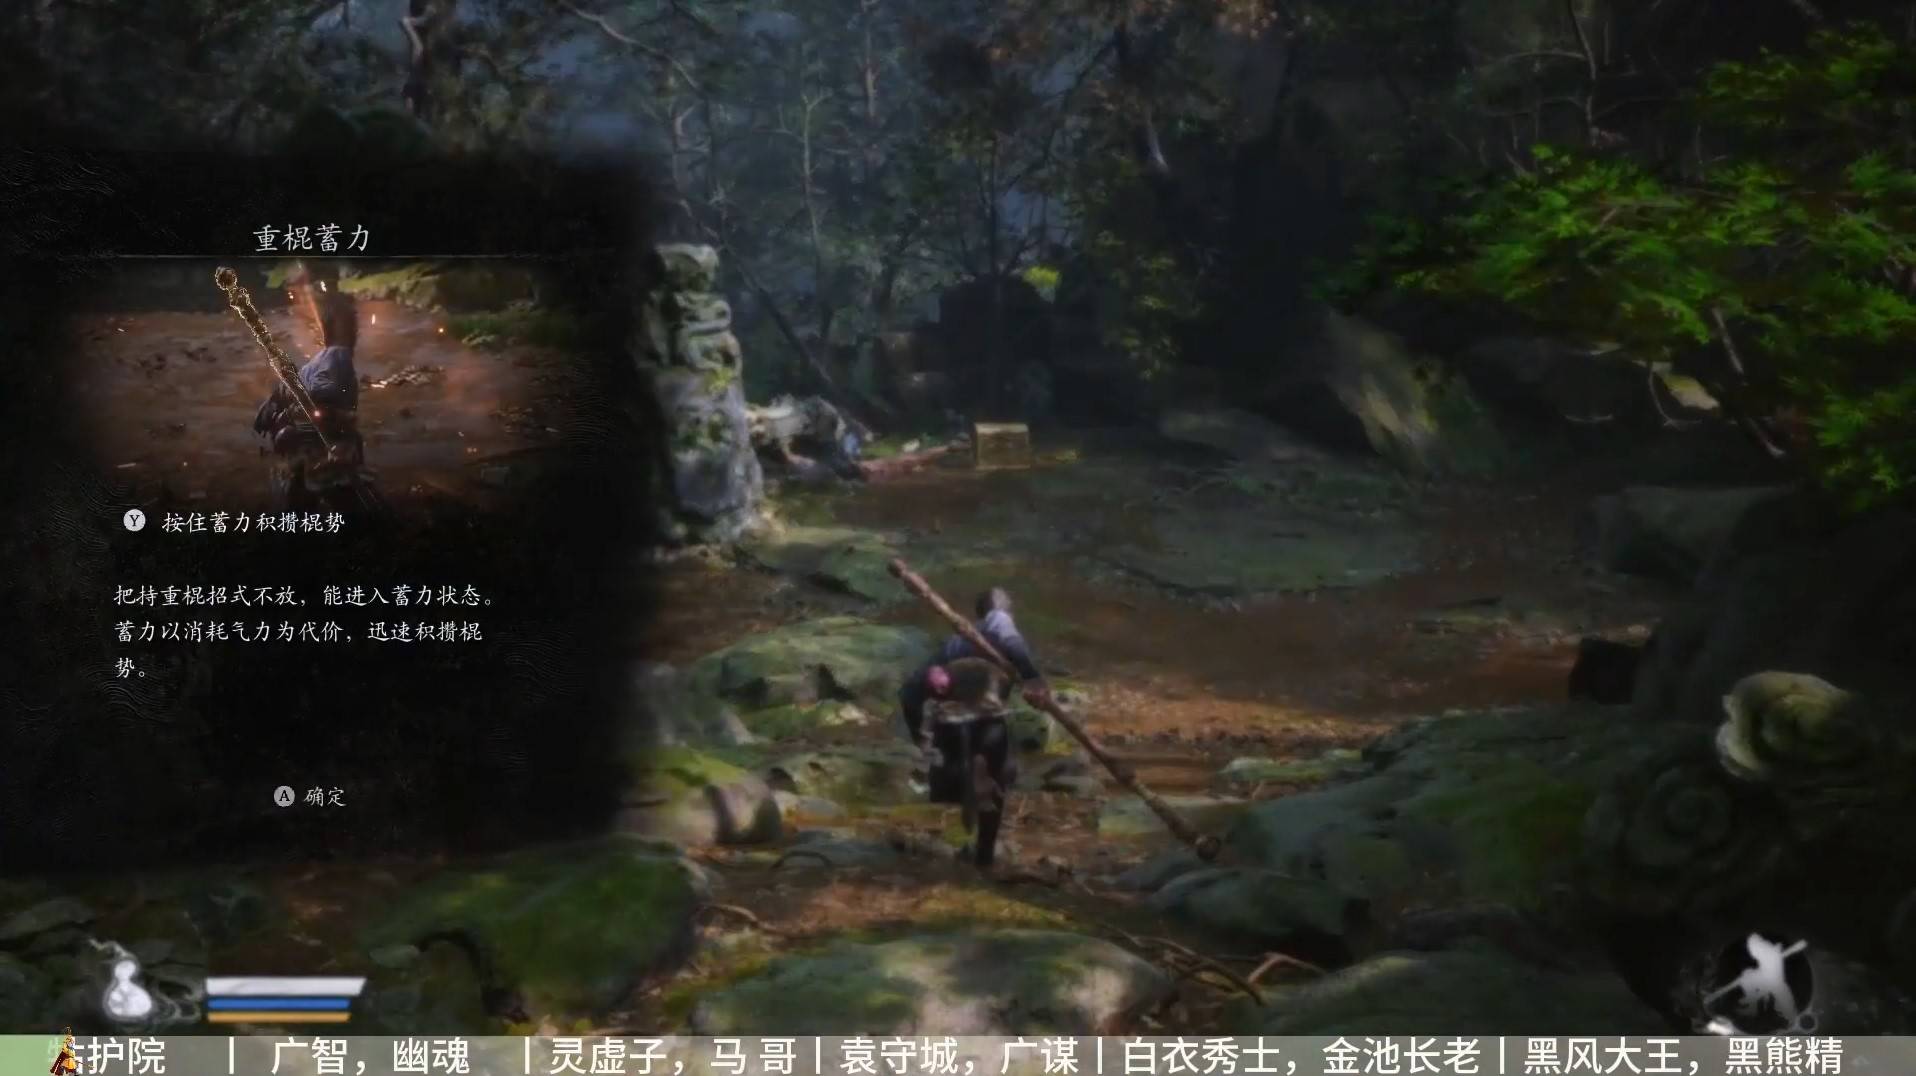 重棍蓄力
Y 按住蓄力积攒棍势
把持重棍招式不放，能进入蓄力状态。
蓄力以消耗气力为代价，迅速积攒棍
势。
A 确定
护院 | 广智，幽魂 | 灵虚子，马 哥 | 袁守城，广谋 | 白衣秀士，金池长老 | 黑风大王，黑熊精